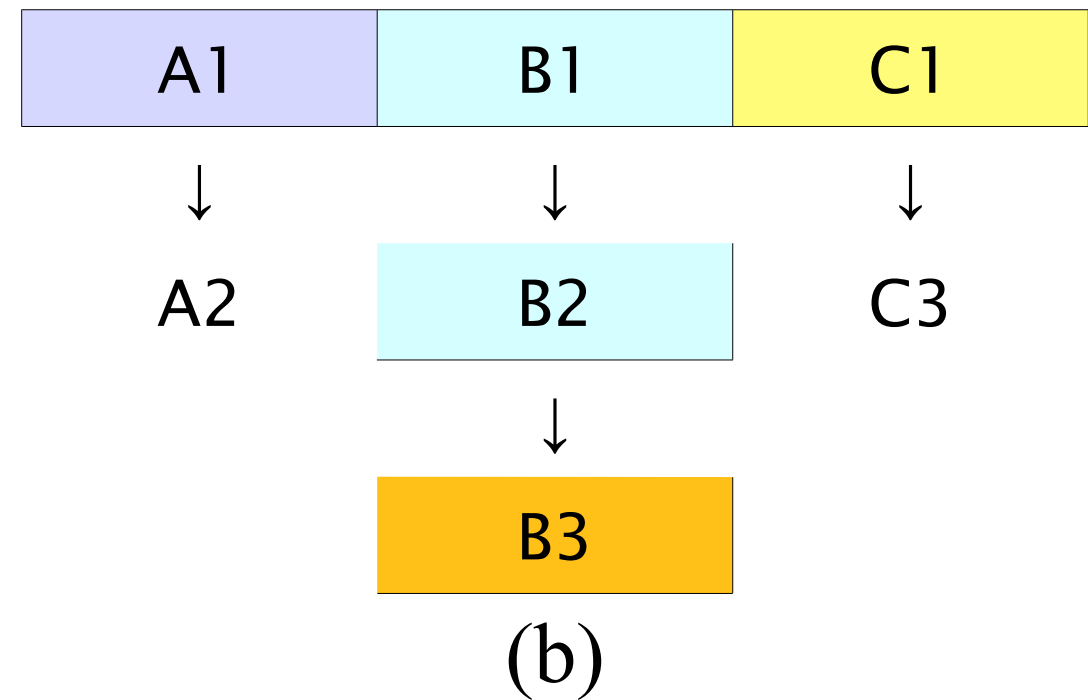 A1 B1 C1
↓ ↓ ↓
A2 B2 C3
↓
B3
(b)